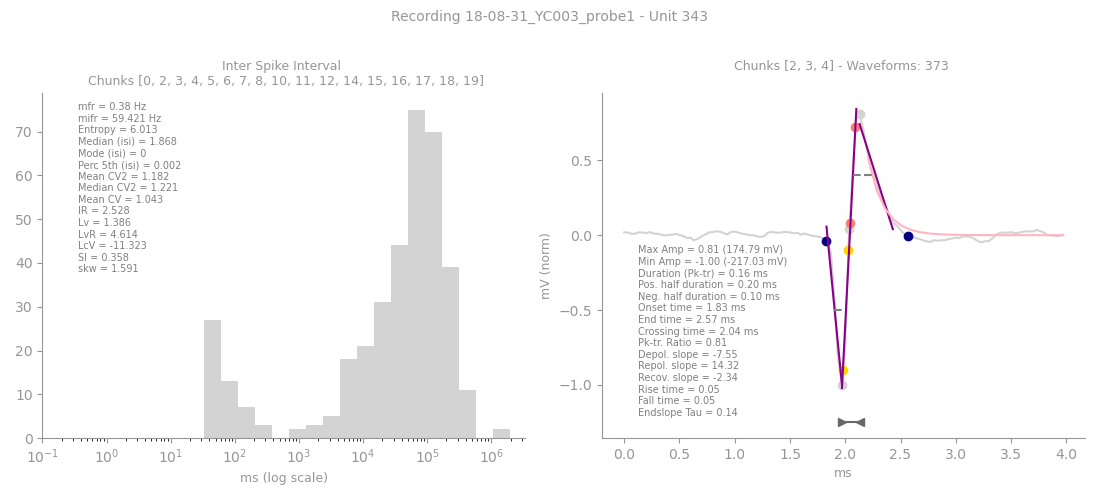 Recording 18-08-31_YC003_probe1 - Unit 343
Inter Spike Interval
Chunks [0, 2, 3, 4, 5, 6, 7, 8, 10, 11, 12, 14, 15, 16, 17, 18, 19]
mfr = 0.38 Hz
mifr = 59.421 Hz
Entropy = 6.013
Median (isi) = 1.868
Mode (isi) = 0
Perc 5th (isi) = 0.002
Mean CV2 = 1.182
Median CV2 = 1.221
Mean CV = 1.043
IR = 2.528
Lv = 1.386
LvR = 4.614
LcV = -11.323
SI = 0.358
skw = 1.591
70
60
50
40
30
20
10
0
10⁻¹ 10⁰ 10¹ 10² 10³ 10⁴ 10⁵ 10⁶
ms (log scale)
Chunks [2, 3, 4] - Waveforms: 373
mV (norm)
0.5
0.0
−0.5
−1.0
Max Amp = 0.81 (174.79 mV)
Min Amp = -1.00 (-217.03 mV)
Duration (Pk-tr) = 0.16 ms
Pos. half duration = 0.20 ms
Neg. half duration = 0.10 ms
Onset time = 1.83 ms
End time = 2.57 ms
Crossing time = 2.04 ms
Pk-tr. Ratio = 0.81
Depol. slope = -7.55
Repol. slope = 14.32
Recov. slope = -2.34
Rise time = 0.05
Fall time = 0.05
Endslope Tau = 0.14
0.0 0.5 1.0 1.5 2.0 2.5 3.0 3.5 4.0
ms